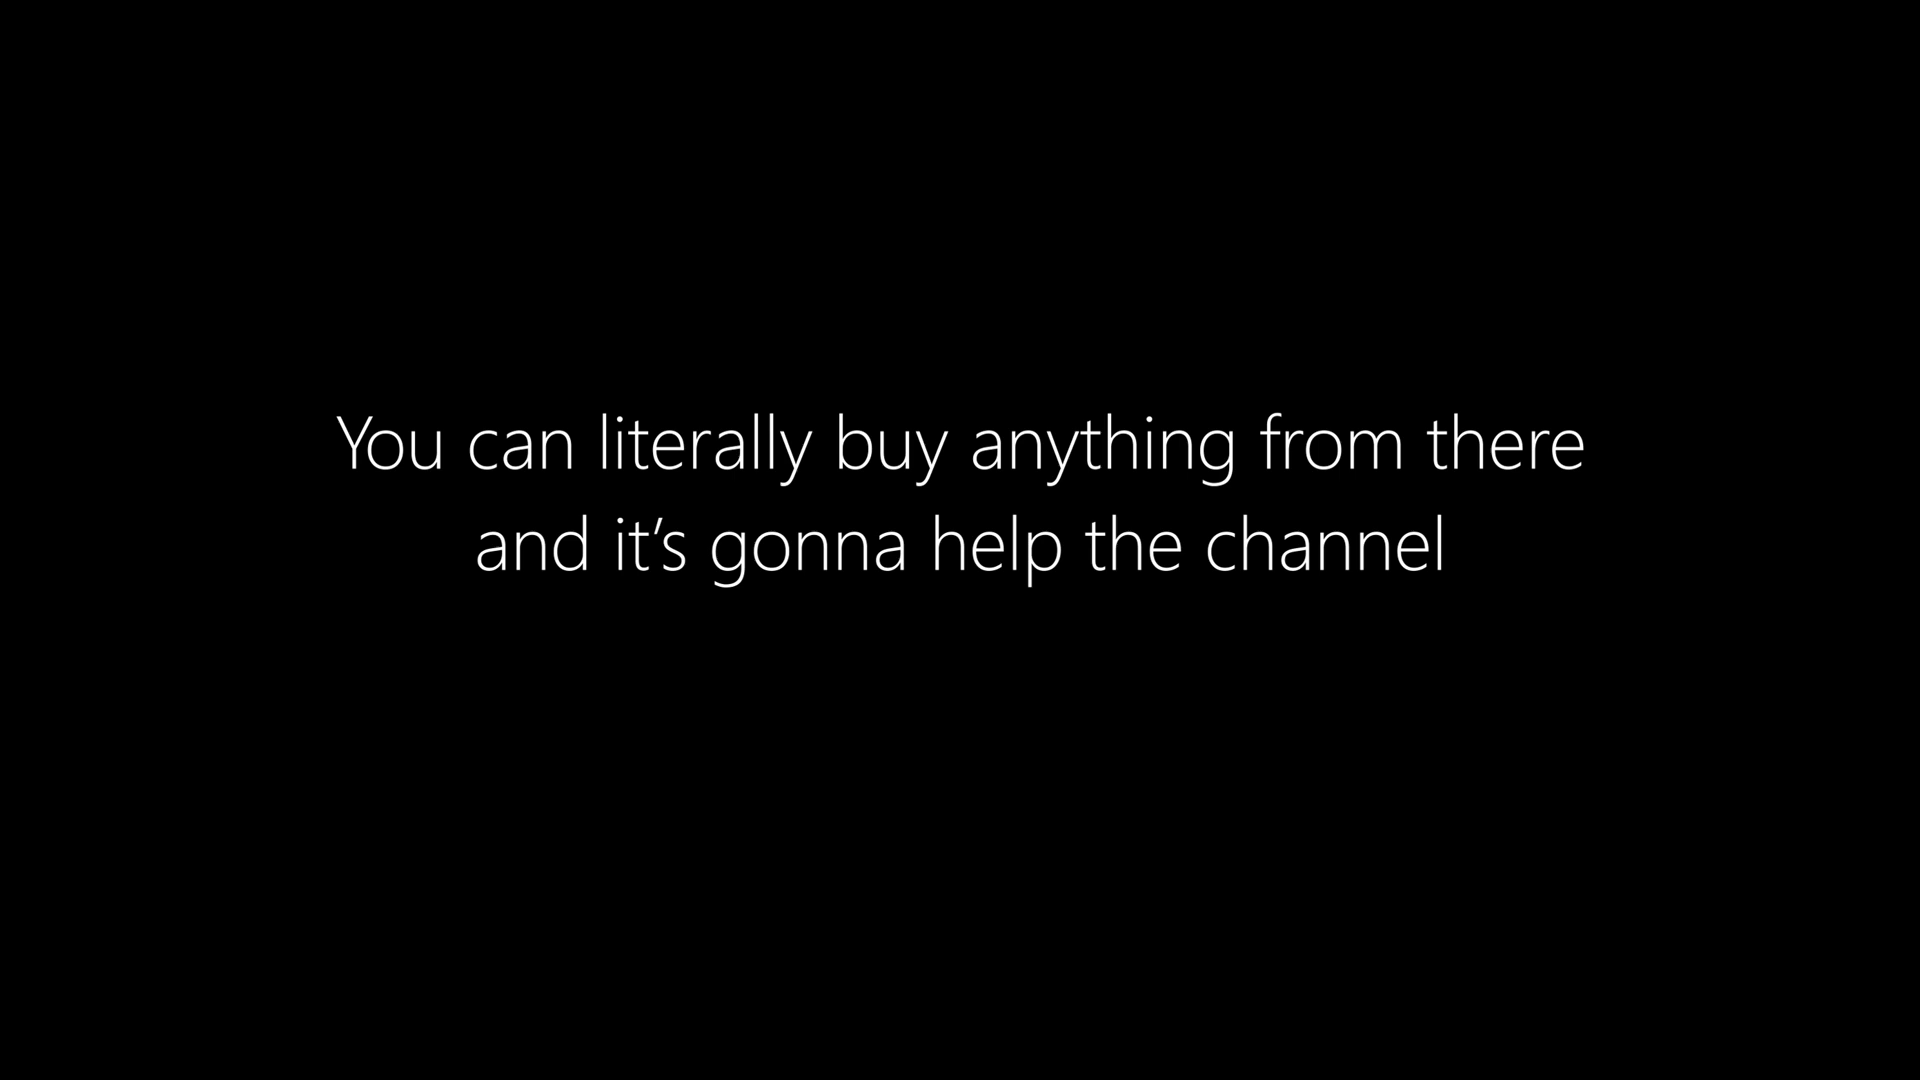 You can literally buy anything from there
and it’s gonna help the channel